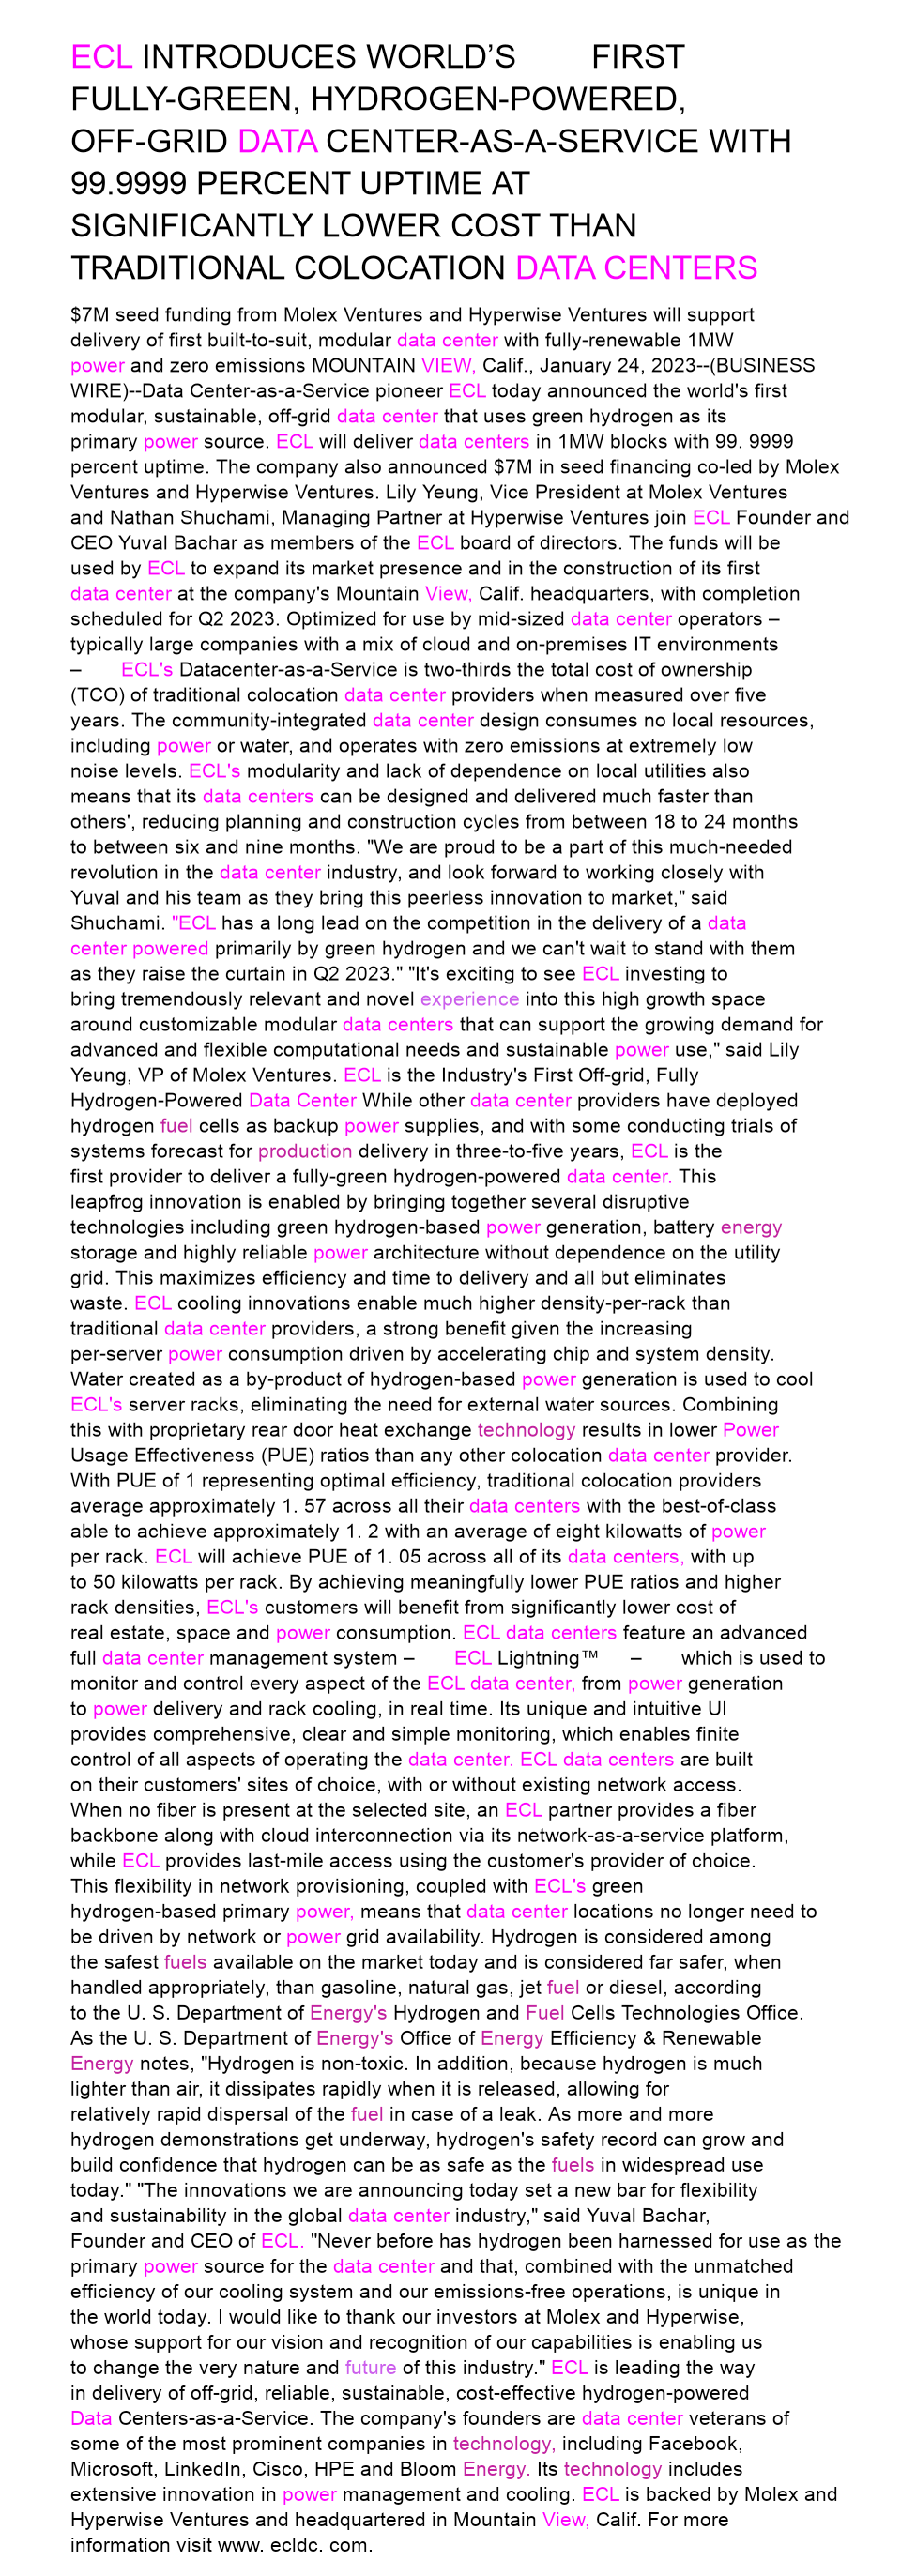 ECL INTRODUCES WORLD’S FIRST
FULLY-GREEN, HYDROGEN-POWERED,
OFF-GRID DATA CENTER-AS-A-SERVICE WITH
99.9999 PERCENT UPTIME AT
SIGNIFICANTLY LOWER COST THAN
TRADITIONAL COLOCATION DATA CENTERS
$7M seed funding from Molex Ventures and Hyperwise Ventures will support
delivery of first built-to-suit, modular data center with fully-renewable 1MW
power and zero emissions MOUNTAIN VIEW, Calif., January 24, 2023--(BUSINESS
WIRE)--Data Center-as-a-Service pioneer ECL today announced the world's first
modular, sustainable, off-grid data center that uses green hydrogen as its
primary power source. ECL will deliver data centers in 1MW blocks with 99. 9999
percent uptime. The company also announced $7M in seed financing co-led by Molex
Ventures and Hyperwise Ventures. Lily Yeung, Vice President at Molex Ventures
and Nathan Shuchami, Managing Partner at Hyperwise Ventures join ECL Founder and
CEO Yuval Bachar as members of the ECL board of directors. The funds will be
used by ECL to expand its market presence and in the construction of its first
data center at the company's Mountain View, Calif. headquarters, with completion
scheduled for Q2 2023. Optimized for use by mid-sized data center operators –
typically large companies with a mix of cloud and on-premises IT environments
– ECL's Datacenter-as-a-Service is two-thirds the total cost of ownership
(TCO) of traditional colocation data center providers when measured over five
years. The community-integrated data center design consumes no local resources,
including power or water, and operates with zero emissions at extremely low
noise levels. ECL's modularity and lack of dependence on local utilities also
means that its data centers can be designed and delivered much faster than
others', reducing planning and construction cycles from between 18 to 24 months
to between six and nine months. "We are proud to be a part of this much-needed
revolution in the data center industry, and look forward to working closely with
Yuval and his team as they bring this peerless innovation to market," said
Shuchami. "ECL has a long lead on the competition in the delivery of a data
center powered primarily by green hydrogen and we can't wait to stand with them
as they raise the curtain in Q2 2023." "It's exciting to see ECL investing to
bring tremendously relevant and novel experience into this high growth space
around customizable modular data centers that can support the growing demand for
advanced and flexible computational needs and sustainable power use," said Lily
Yeung, VP of Molex Ventures. ECL is the Industry's First Off-grid, Fully
Hydrogen-Powered Data Center While other data center providers have deployed
hydrogen fuel cells as backup power supplies, and with some conducting trials of
systems forecast for production delivery in three-to-five years, ECL is the
first provider to deliver a fully-green hydrogen-powered data center. This
leapfrog innovation is enabled by bringing together several disruptive
technologies including green hydrogen-based power generation, battery energy
storage and highly reliable power architecture without dependence on the utility
grid. This maximizes efficiency and time to delivery and all but eliminates
waste. ECL cooling innovations enable much higher density-per-rack than
traditional data center providers, a strong benefit given the increasing
per-server power consumption driven by accelerating chip and system density.
Water created as a by-product of hydrogen-based power generation is used to cool
ECL's server racks, eliminating the need for external water sources. Combining
this with proprietary rear door heat exchange technology results in lower Power
Usage Effectiveness (PUE) ratios than any other colocation data center provider.
With PUE of 1 representing optimal efficiency, traditional colocation providers
average approximately 1. 57 across all their data centers with the best-of-class
able to achieve approximately 1. 2 with an average of eight kilowatts of power
per rack. ECL will achieve PUE of 1. 05 across all of its data centers, with up
to 50 kilowatts per rack. By achieving meaningfully lower PUE ratios and higher
rack densities, ECL's customers will benefit from significantly lower cost of
real estate, space and power consumption. ECL data centers feature an advanced
full data center management system – ECL Lightning™ – which is used to
monitor and control every aspect of the ECL data center, from power generation
to power delivery and rack cooling, in real time. Its unique and intuitive UI
provides comprehensive, clear and simple monitoring, which enables finite
control of all aspects of operating the data center. ECL data centers are built
on their customers' sites of choice, with or without existing network access.
When no fiber is present at the selected site, an ECL partner provides a fiber
backbone along with cloud interconnection via its network-as-a-service platform,
while ECL provides last-mile access using the customer's provider of choice.
This flexibility in network provisioning, coupled with ECL's green
hydrogen-based primary power, means that data center locations no longer need to
be driven by network or power grid availability. Hydrogen is considered among
the safest fuels available on the market today and is considered far safer, when
handled appropriately, than gasoline, natural gas, jet fuel or diesel, according
to the U. S. Department of Energy's Hydrogen and Fuel Cells Technologies Office.
As the U. S. Department of Energy's Office of Energy Efficiency & Renewable
Energy notes, "Hydrogen is non-toxic. In addition, because hydrogen is much
lighter than air, it dissipates rapidly when it is released, allowing for
relatively rapid dispersal of the fuel in case of a leak. As more and more
hydrogen demonstrations get underway, hydrogen's safety record can grow and
build confidence that hydrogen can be as safe as the fuels in widespread use
today." "The innovations we are announcing today set a new bar for flexibility
and sustainability in the global data center industry," said Yuval Bachar,
Founder and CEO of ECL. "Never before has hydrogen been harnessed for use as the
primary power source for the data center and that, combined with the unmatched
efficiency of our cooling system and our emissions-free operations, is unique in
the world today. I would like to thank our investors at Molex and Hyperwise,
whose support for our vision and recognition of our capabilities is enabling us
to change the very nature and future of this industry." ECL is leading the way
in delivery of off-grid, reliable, sustainable, cost-effective hydrogen-powered
Data Centers-as-a-Service. The company's founders are data center veterans of
some of the most prominent companies in technology, including Facebook,
Microsoft, LinkedIn, Cisco, HPE and Bloom Energy. Its technology includes
extensive innovation in power management and cooling. ECL is backed by Molex and
Hyperwise Ventures and headquartered in Mountain View, Calif. For more
information visit www. ecldc. com.